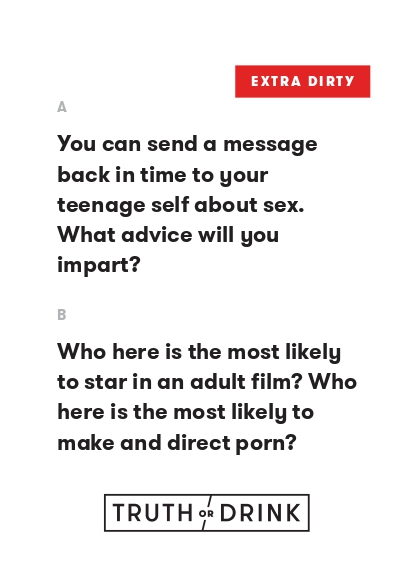 EXTRA DIRTY
A
You can send a message
back in time to your
teenage self about sex.
What advice will you
impart?
B
Who here is the most likely
to star in an adult film? Who
here is the most likely to
make and direct porn?
TRUTH OR DRINK